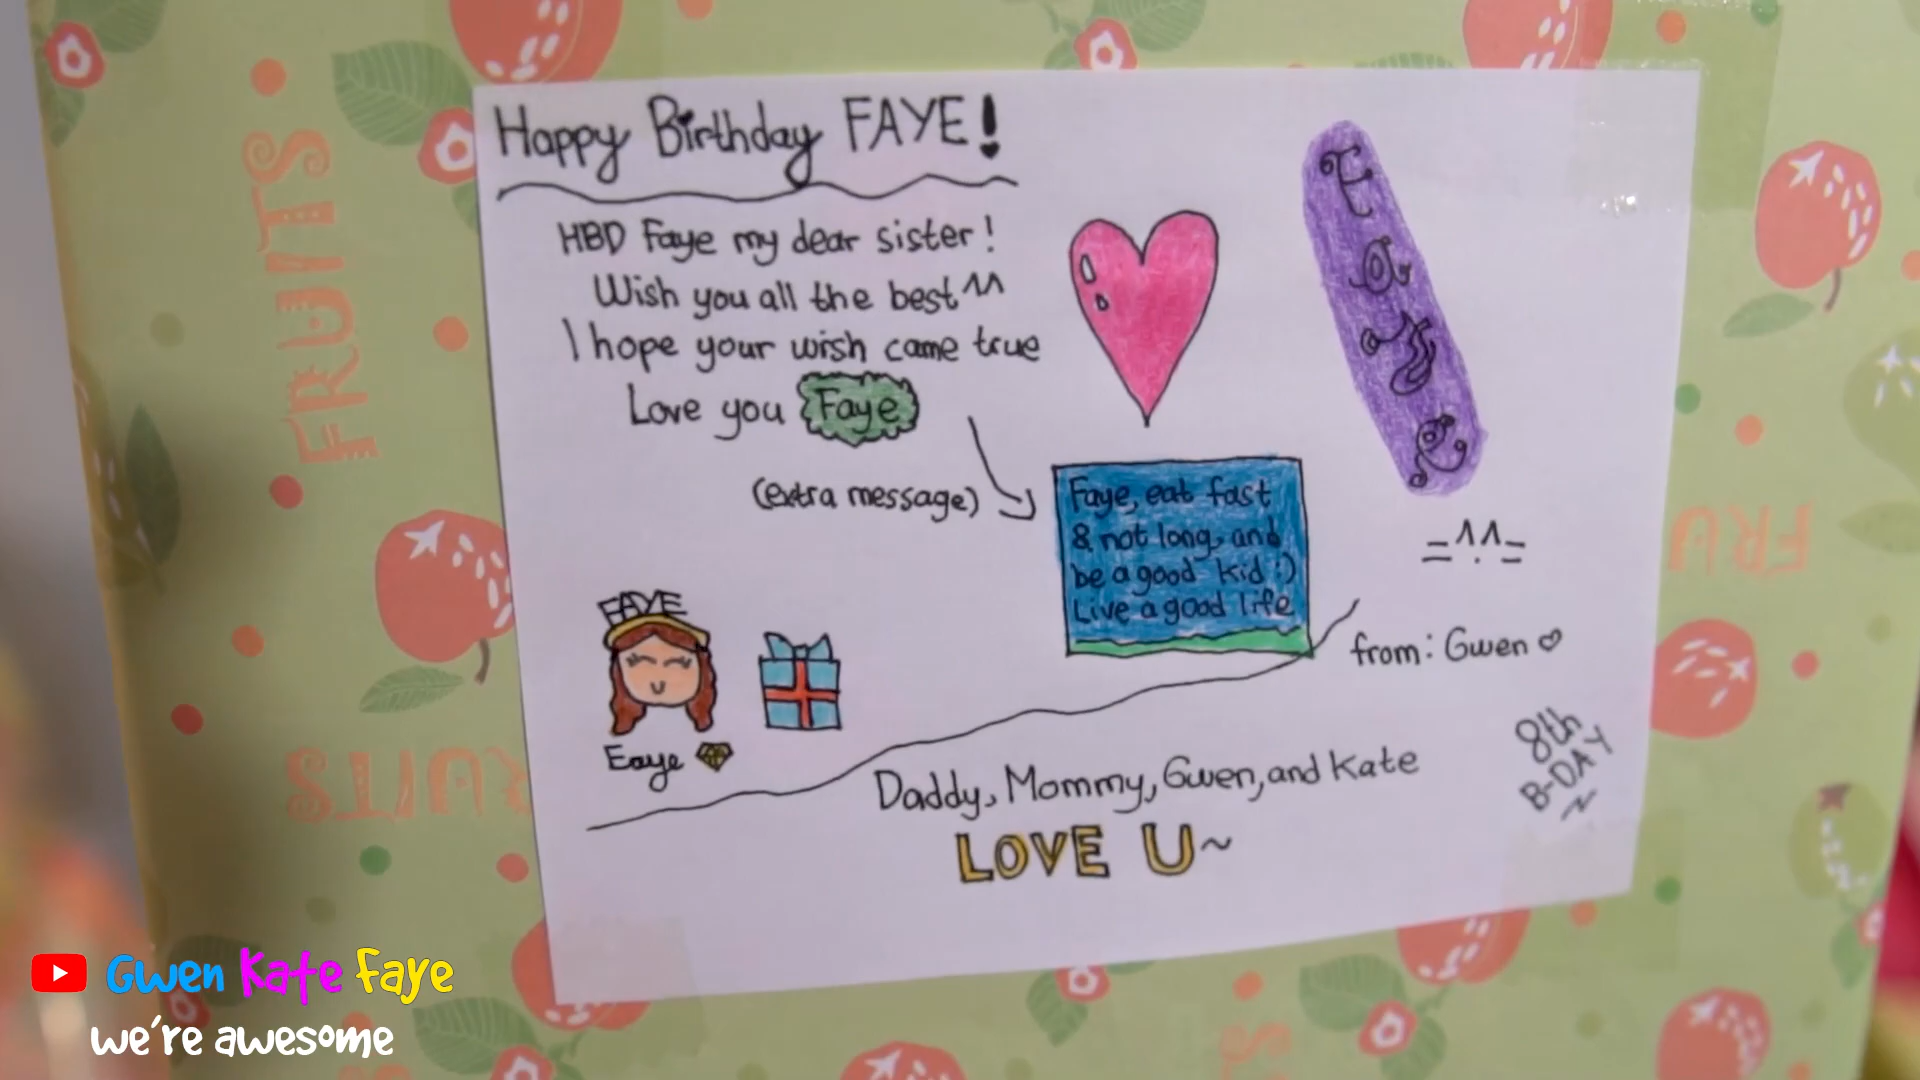 Happy Birthday FAYE!
HBD Faye my dear sister!
Wish you all the best ^^
I hope your wish came true
Love you Faye
(extra message)
Faye, eat fast
& not long, and
be a good kid :)
Live a good life
Faye
=^.^=
from: Gwen ♡
FAYE
Faye
8th
B-DAY
~
Daddy, Mommy, Gwen, and Kate
LOVE U~
FRUITS
FRUITS
FRU
Gwen Kate Faye
we're awesome